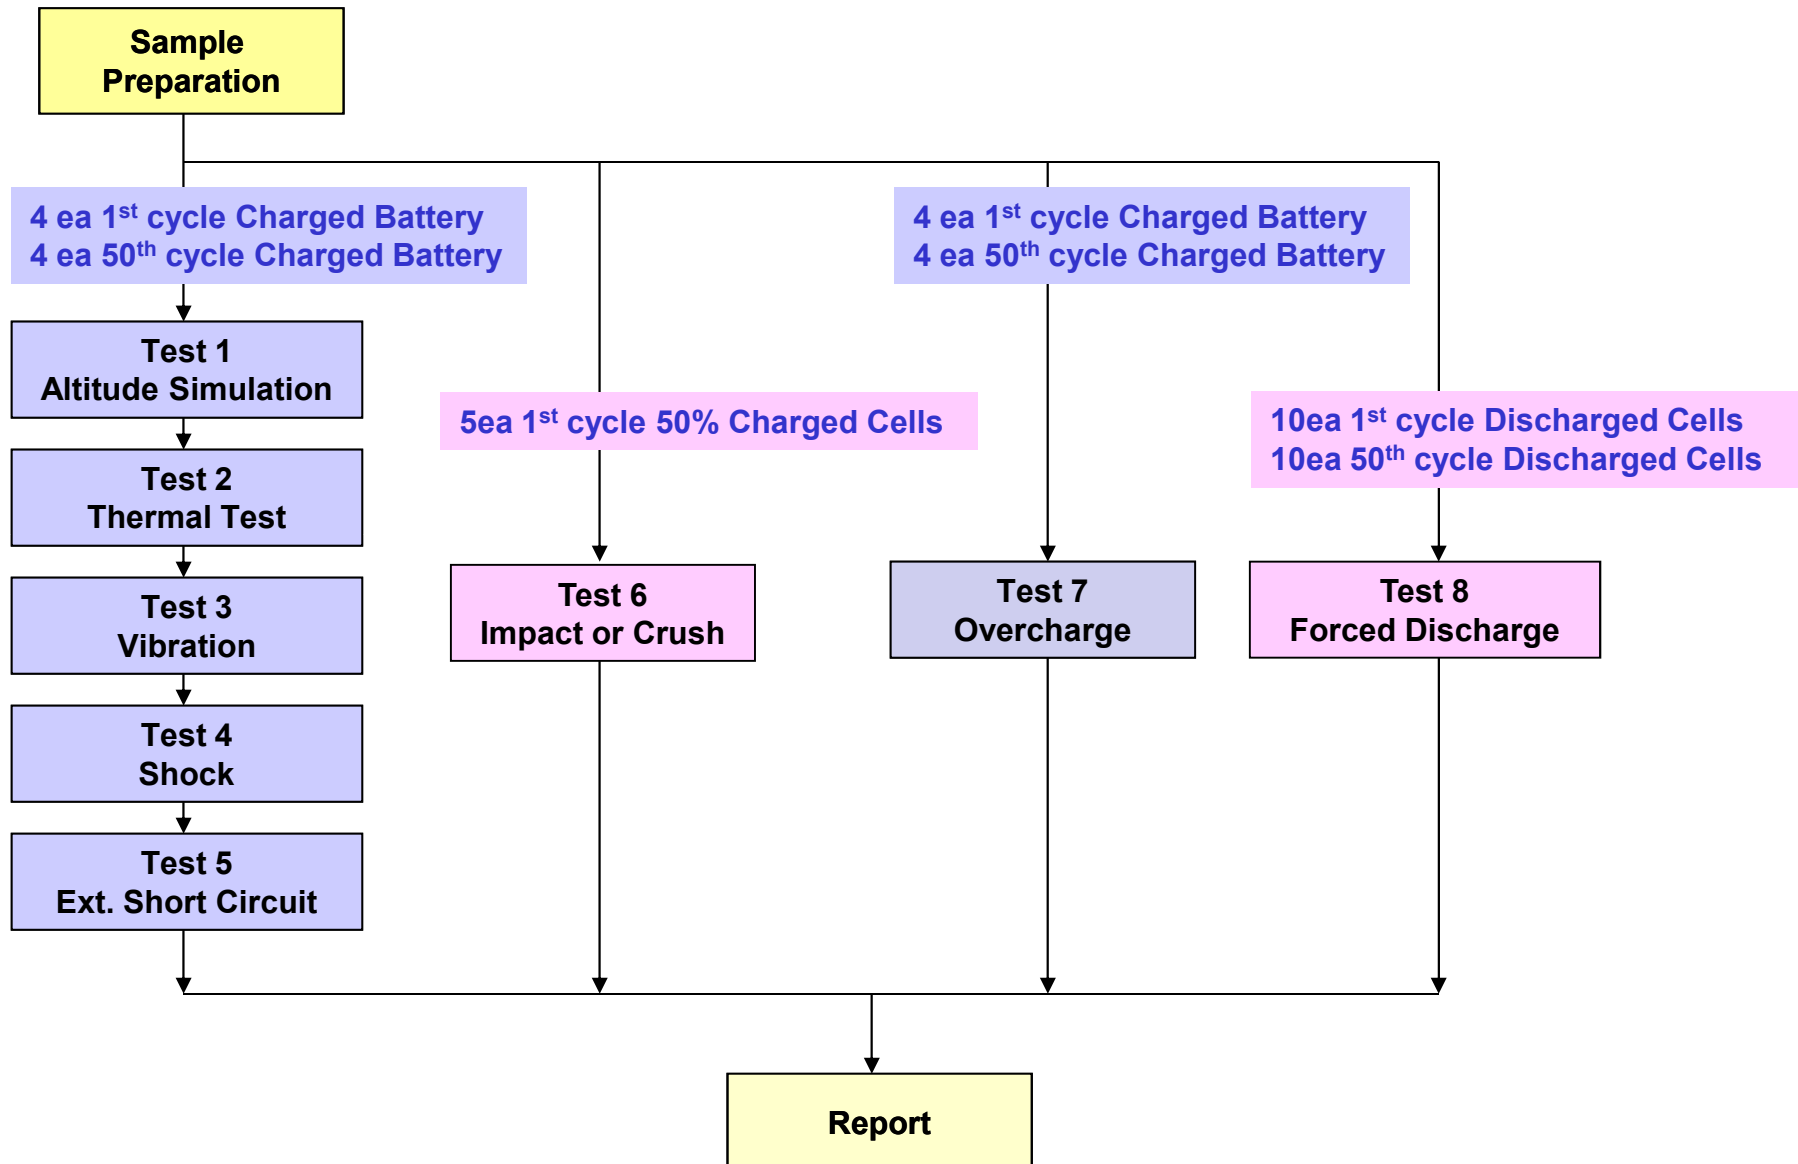 Sample
Preparation
4 ea 1st cycle Charged Battery
4 ea 50th cycle Charged Battery
4 ea 1st cycle Charged Battery
4 ea 50th cycle Charged Battery
Test 1
Altitude Simulation
5ea 1st cycle 50% Charged Cells
10ea 1st cycle Discharged Cells
10ea 50th cycle Discharged Cells
Test 2
Thermal Test
Test 3
Vibration
Test 6
Impact or Crush
Test 7
Overcharge
Test 8
Forced Discharge
Test 4
Shock
Test 5
Ext. Short Circuit
Report